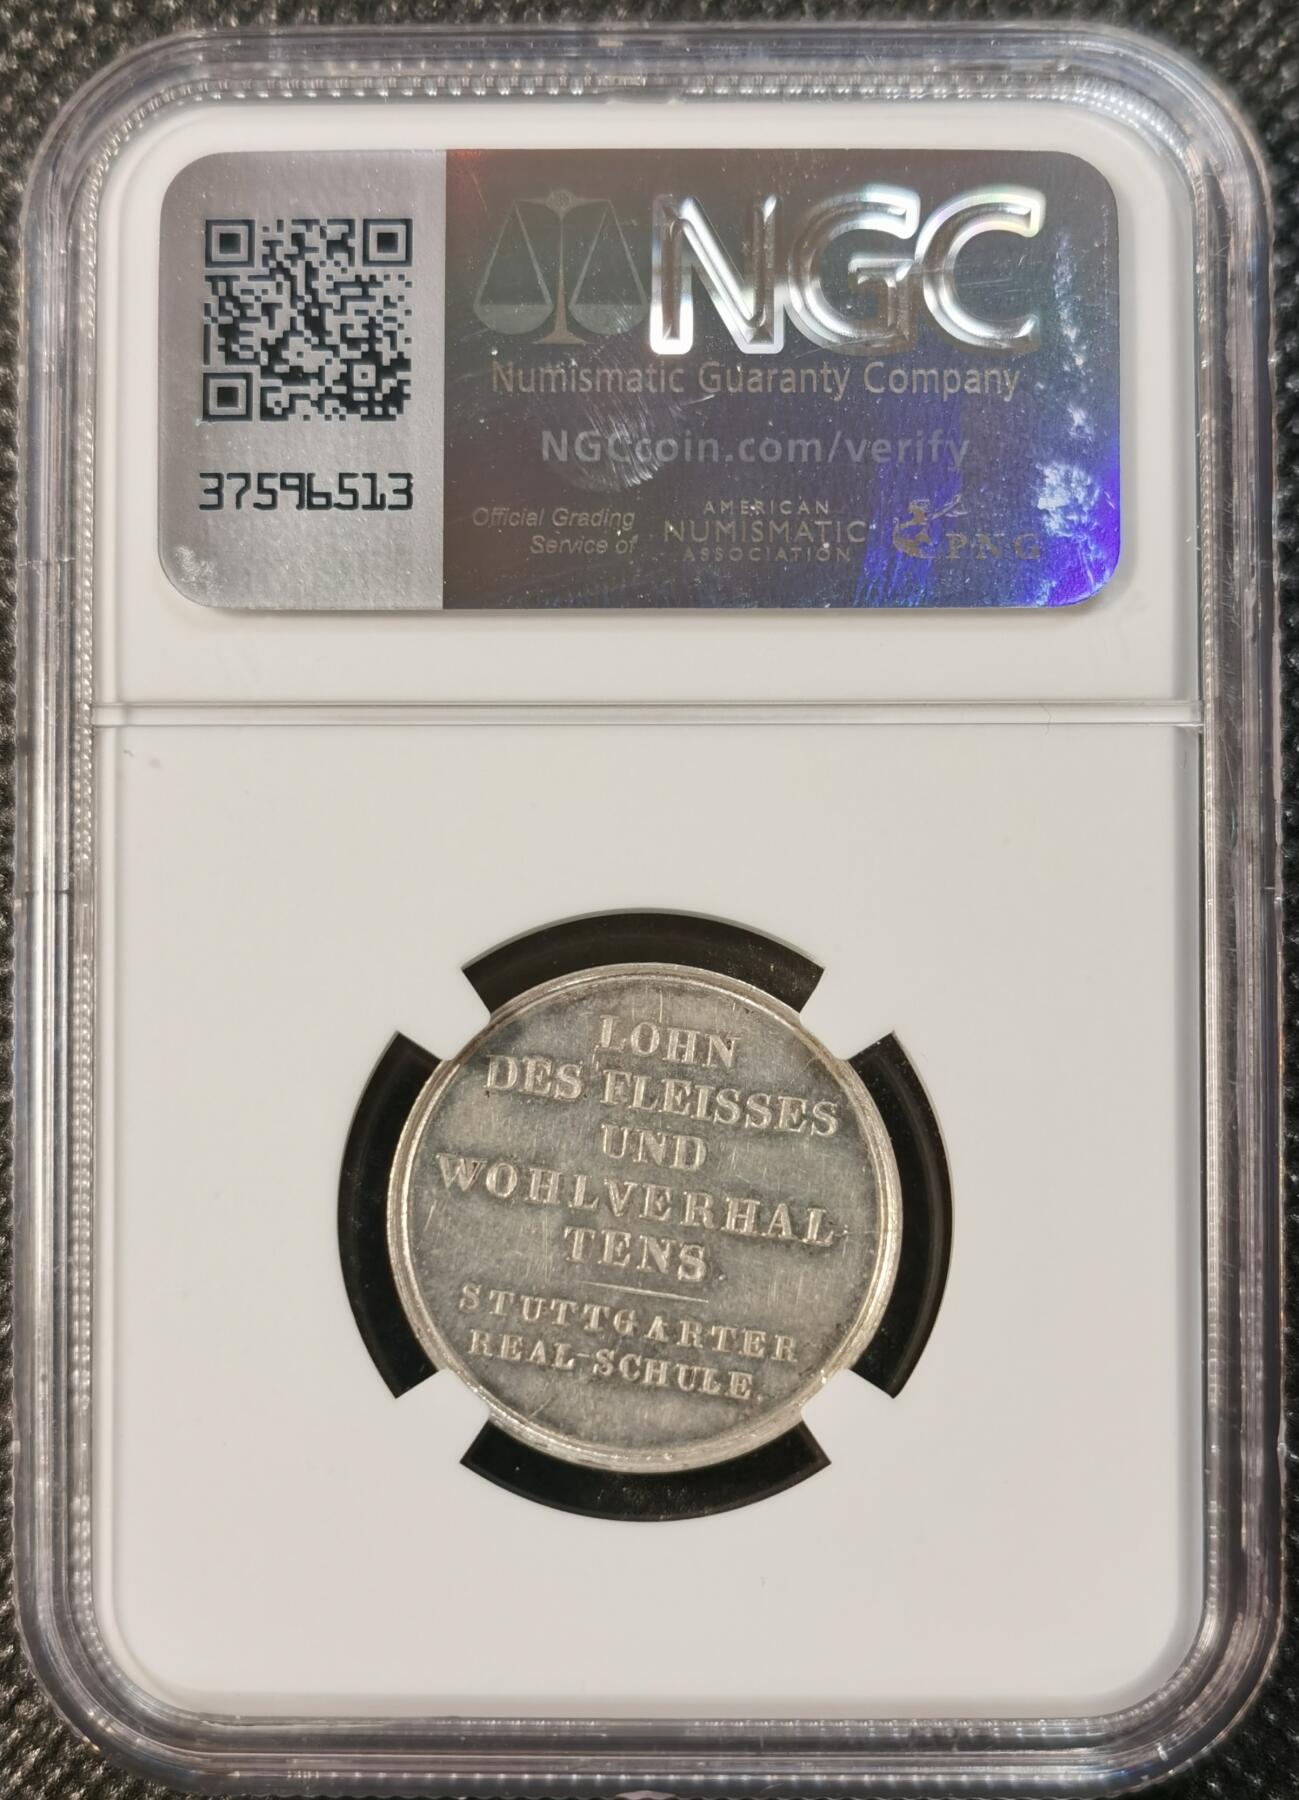 NGC
Numismatic Guaranty Company
NGCcoin.com/verify
37596513
Official Grading
Service of
AMERICAN
NUMISMATIC
ASSOCIATION
PNG
LOHN
DES FLEISSES
UND
WOHLVERHAL
TENS.
STUTTGARTER
REAL-SCHULE.